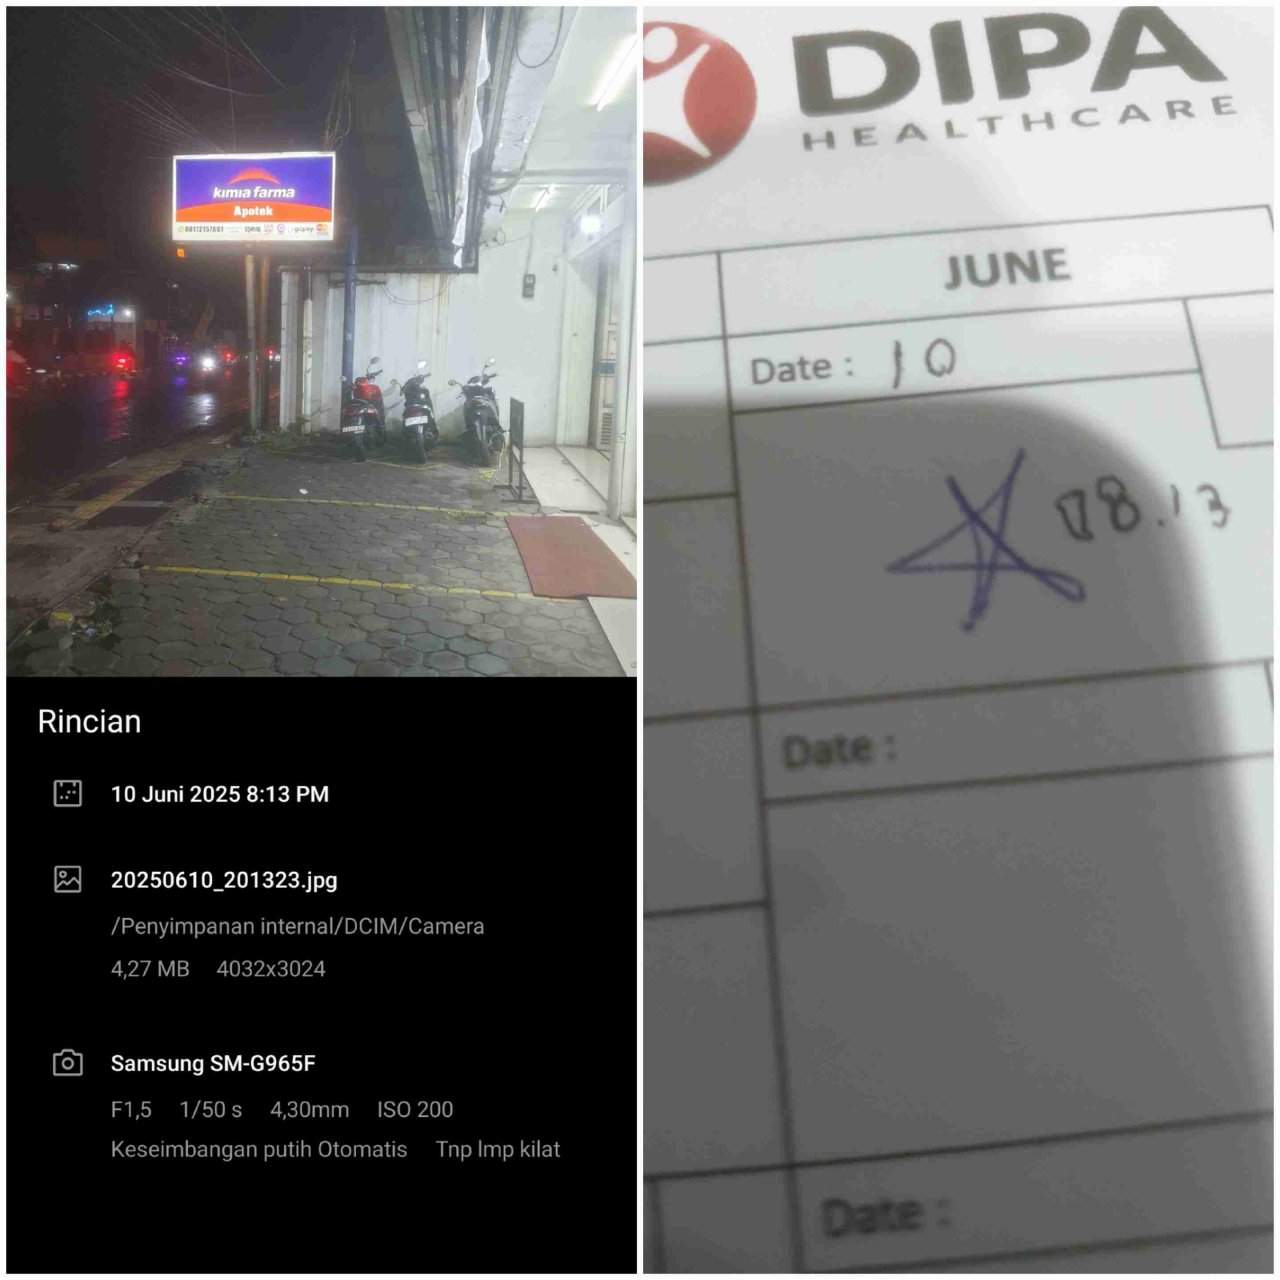 kimia farma
Apotek
Rincian
10 Juni 2025 8:13 PM
20250610_201323.jpg
/Penyimpanan internal/DCIM/Camera
4,27 MB 4032x3024
Samsung SM-G965F
F1,5 1/50 s 4,30mm ISO 200
Keseimbangan putih Otomatis Tnp lmp kilat
DIPA
HEALTHCARE
JUNE
Date : 10
08.13
Date :
Date :